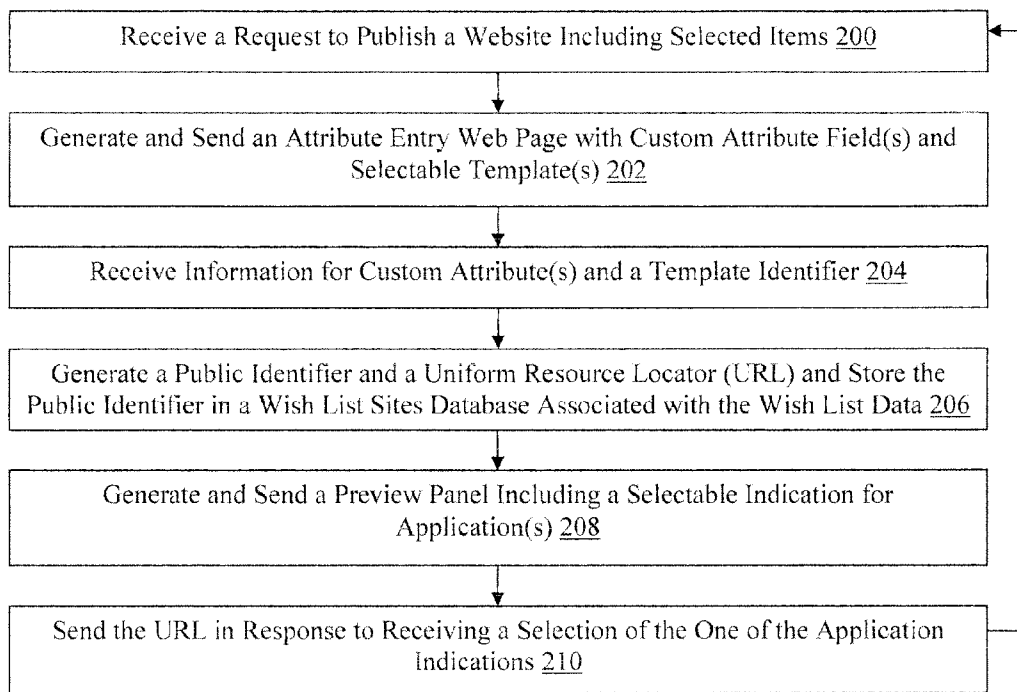 Receive a Request to Publish a Website Including Selected Items 200
Generate and Send an Attribute Entry Web Page with Custom Attribute Field(s) and
Selectable Template(s) 202
Receive Information for Custom Attribute(s) and a Template Identifier 204
Generate a Public Identifier and a Uniform Resource Locator (URL) and Store the
Public Identifier in a Wish List Sites Database Associated with the Wish List Data 206
Generate and Send a Preview Panel Including a Selectable Indication for
Application(s) 208
Send the URL in Response to Receiving a Selection of the One of the Application
Indications 210